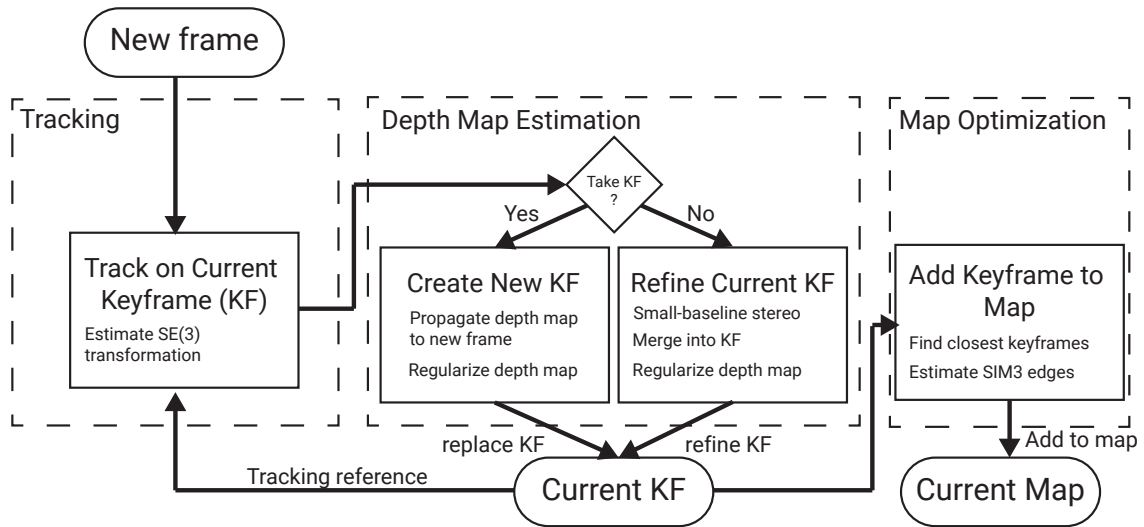 New frame
Tracking
Track on Current
Keyframe (KF)
Estimate SE(3)
transformation
Depth Map Estimation
Take KF
?
Yes
No
Create New KF
Propagate depth map
to new frame
Regularize depth map
Refine Current KF
Small-baseline stereo
Merge into KF
Regularize depth map
replace KF
refine KF
Tracking reference
Current KF
Map Optimization
Add Keyframe to
Map
Find closest keyframes
Estimate SIM3 edges
Add to map
Current Map